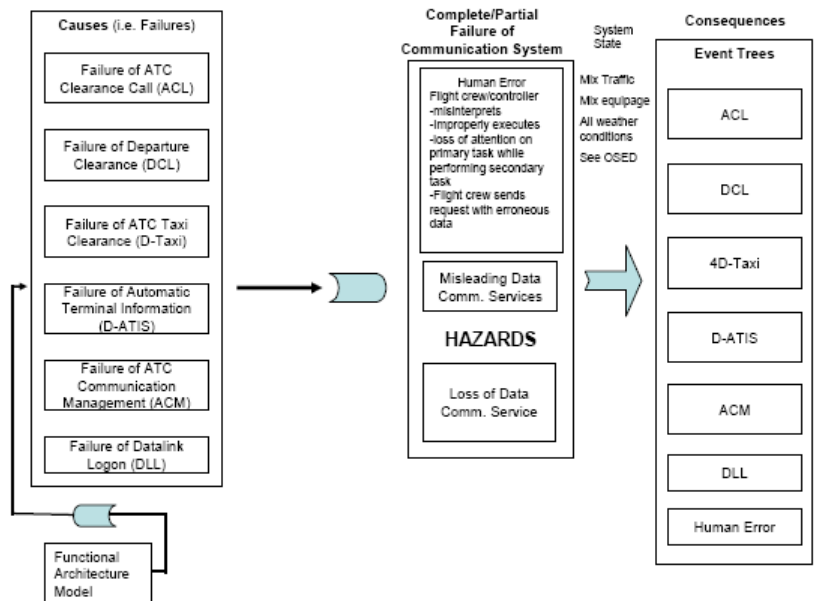 Causes (i.e. Failures)
Failure of ATC
Clearance Call (ACL)
Failure of Departure
Clearance (DCL)
Failure of ATC Taxi
Clearance (D-Taxi)
Failure of Automatic
Terminal Information
(D-ATIS)
Failure of ATC
Communication
Management (ACM)
Failure of Datalink
Logon (DLL)
Functional
Architecture
Model
Complete/Partial
Failure of
Communication System
Human Error
Flight crew/controller
-misinterprets
-Improperly executes
-loss of attention on
primary task while
performing secondary
task
-Flight crew sends
request with erroneous
data
Misleading Data
Comm. Services
HAZARDS
Loss of Data
Comm. Service
System
State
Mix Traffic
Mix equipage
All weather
conditions
See OSED
Consequences
Event Trees
ACL
DCL
4D-Taxi
D-ATIS
ACM
DLL
Human Error